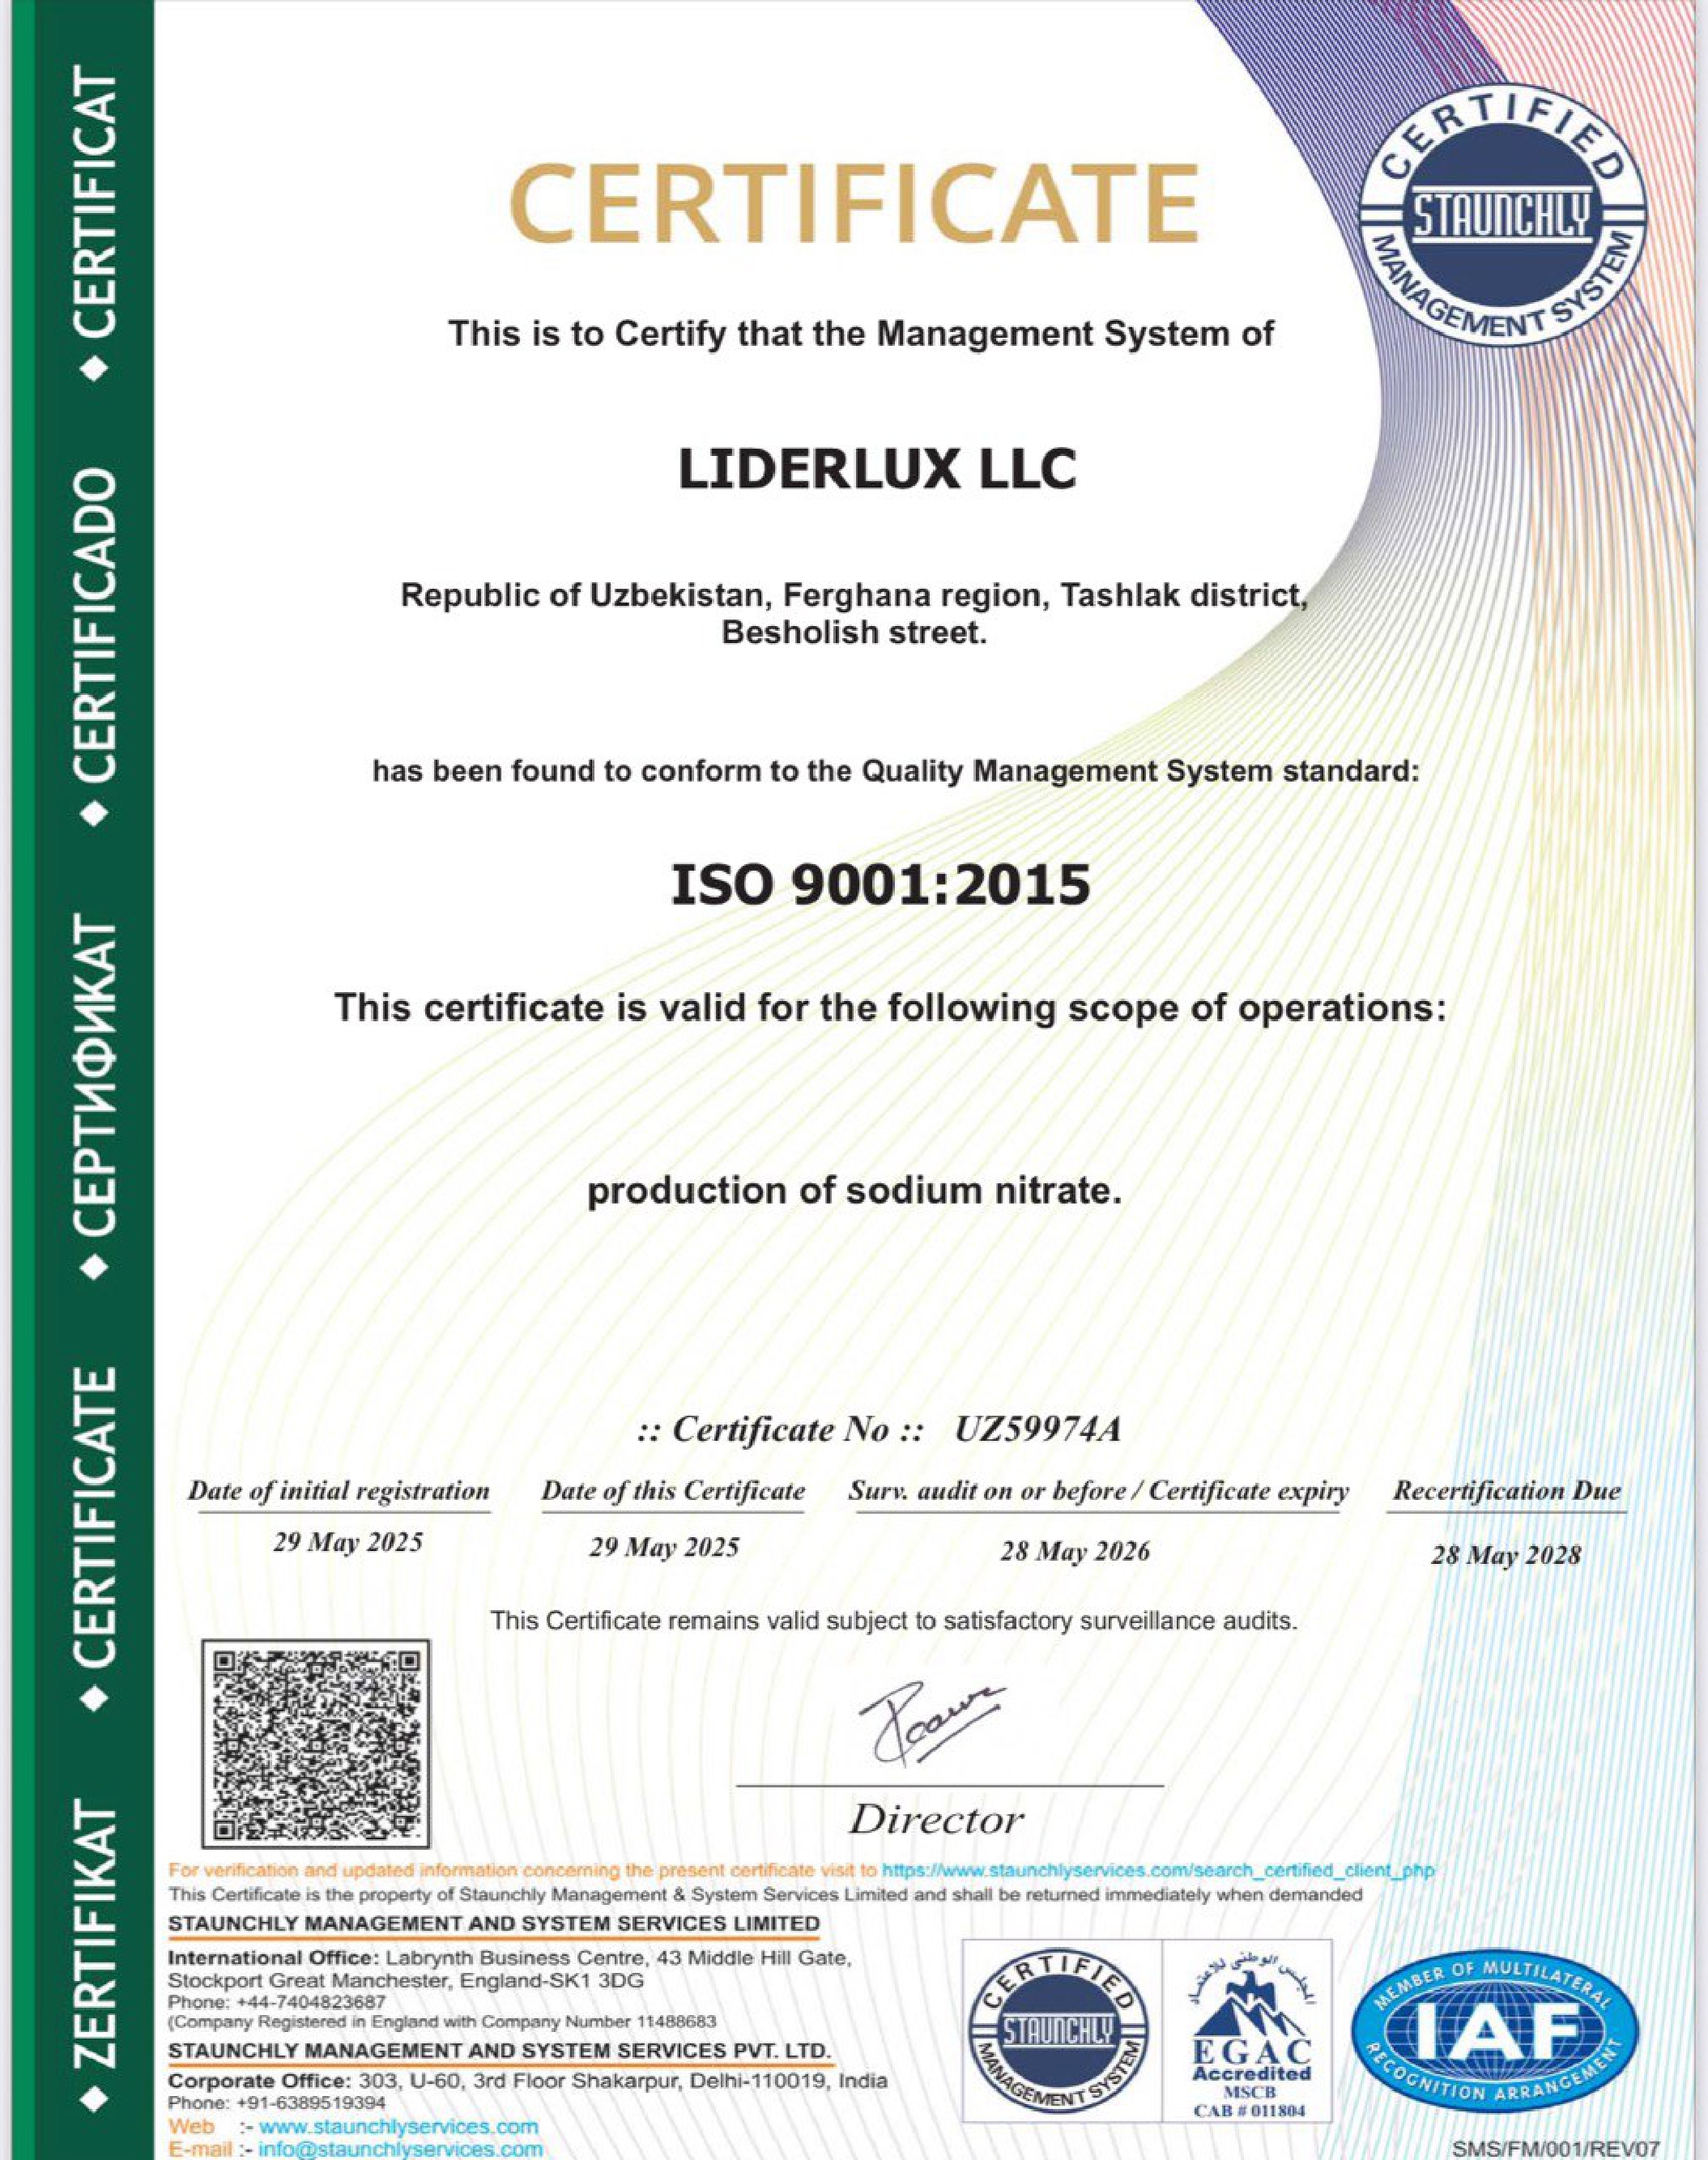 CERTIFICATE
CERTIFIED
STAUNCHLY
MANAGEMENT SYSTEM
This is to Certify that the Management System of
LIDERLUX LLC
Republic of Uzbekistan, Ferghana region, Tashlak district,
Besholish street.
has been found to conform to the Quality Management System standard:
ISO 9001:2015
This certificate is valid for the following scope of operations:
production of sodium nitrate.
:: Certificate No :: UZ59974A
Date of initial registration Date of this Certificate Surv. audit on or before / Certificate expiry Recertification Due
29 May 2025 29 May 2025 28 May 2026 28 May 2028
This Certificate remains valid subject to satisfactory surveillance audits.
Director
For verification and updated information concerning the present certificate visit to https://www.staunchlyservices.com/search_certified_client_php
This Certificate is the property of Staunchly Management & System Services Limited and shall be returned immediately when demanded
STAUNCHLY MANAGEMENT AND SYSTEM SERVICES LIMITED
International Office: Labrynth Business Centre, 43 Middle Hill Gate,
Stockport Great Manchester, England-SK1 3DG
Phone: +44-7404823687
(Company Registered in England with Company Number 11488683
STAUNCHLY MANAGEMENT AND SYSTEM SERVICES PVT. LTD.
Corporate Office: 303, U-60, 3rd Floor Shakarpur, Delhi-110019, India
Phone: +91-6389519394
Web :- www.staunchlyservices.com
E-mail :- info@staunchlyservices.com
CERTIFIED
STAUNCHLY
MANAGEMENT SYSTEM
المجلس الوطنى للاعتماد
EGAC
Accredited
MSCB
CAB # 011804
MEMBER OF MULTILATERAL
IAF
RECOGNITION ARRANGEMENT
SMS/FM/001/REV07
◆ ZERTIFIKAT ◆ CERTIFICATE ◆ СЕРТИФИКАТ ◆ CERTIFICADO ◆ CERTIFICAT